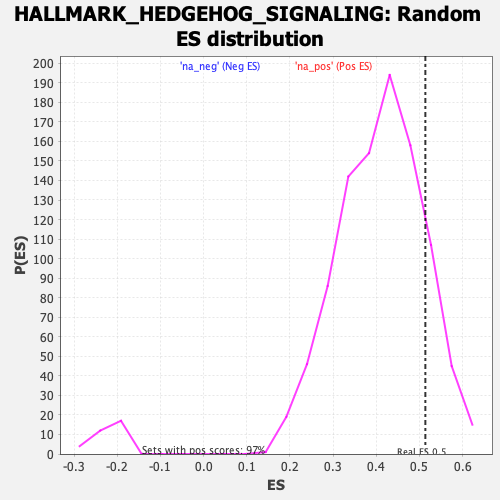 HALLMARK_HEDGEHOG_SIGNALING: Random
ES distribution
'na_neg' (Neg ES) 'na_pos' (Pos ES)
200
190
180
170
160
150
140
130
120
110
100
90
80
70
60
50
40
30
20
10
0
P(ES)
Sets with pos scores: 97%
Real ES 0.5
-0.3 -0.2 -0.1 0.0 0.1 0.2 0.3 0.4 0.5 0.6
ES